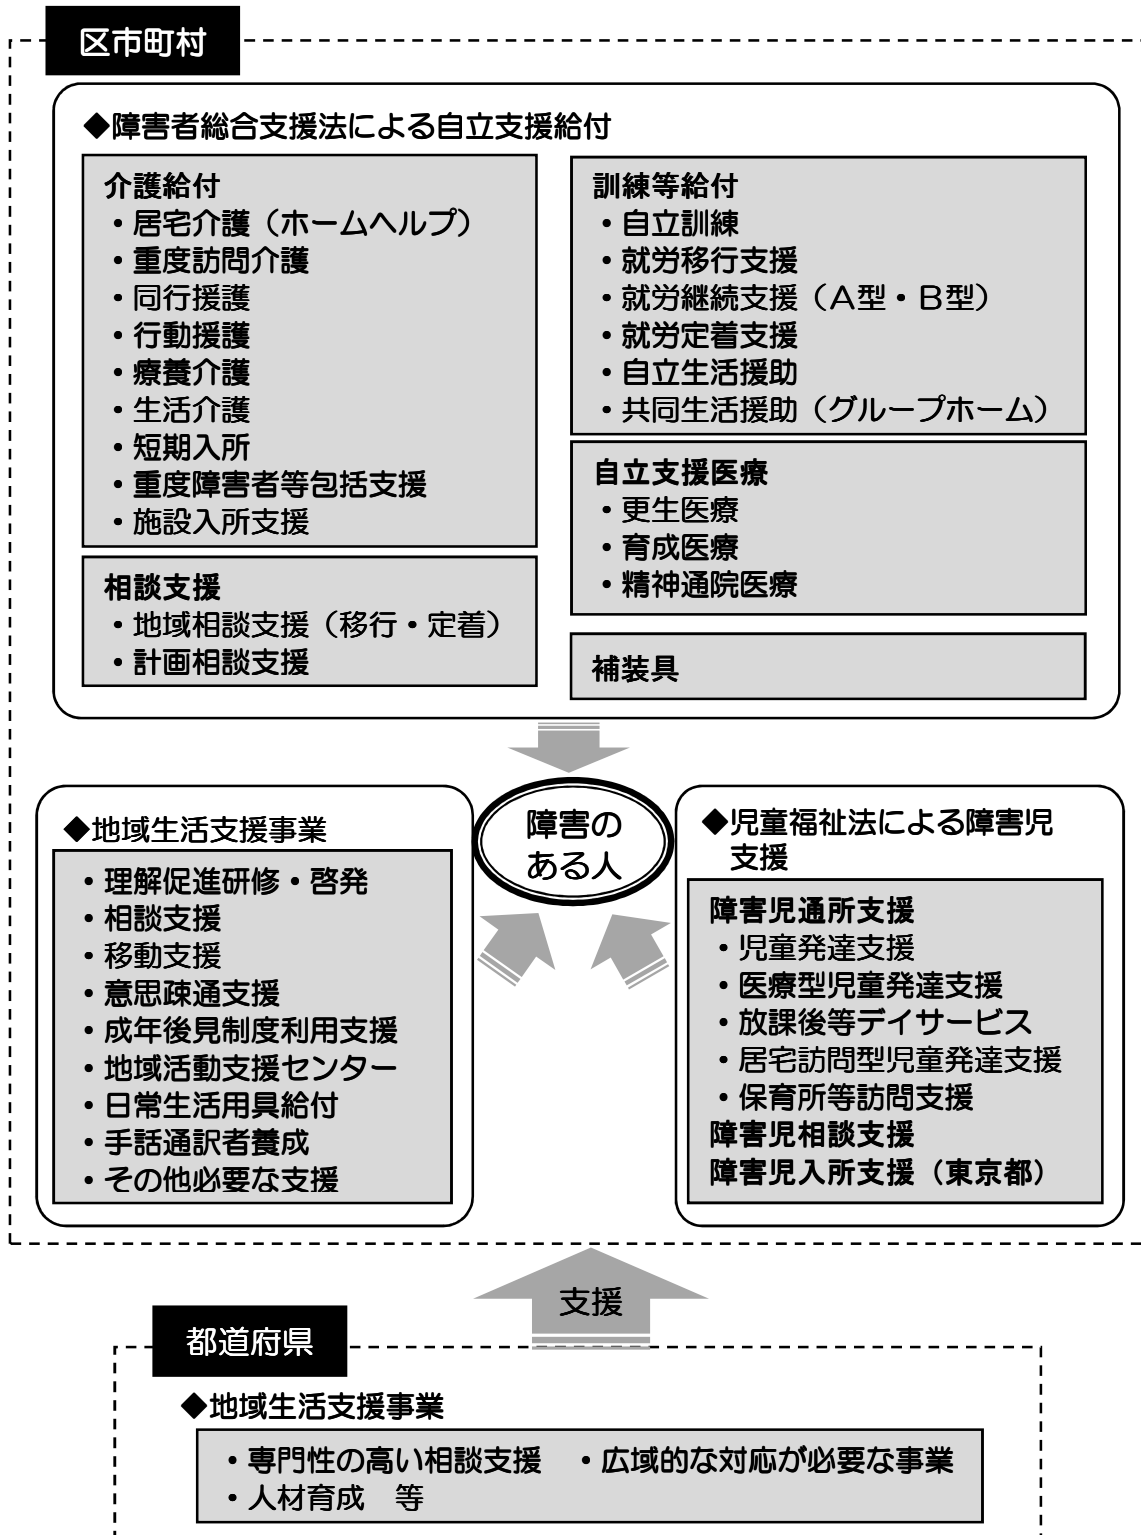 区市町村
◆障害者総合支援法による自立支援給付
介護給付
・居宅介護（ホームヘルプ）
・重度訪問介護
・同行援護
・行動援護
・療養介護
・生活介護
・短期入所
・重度障害者等包括支援
・施設入所支援
相談支援
・地域相談支援（移行・定着）
・計画相談支援
訓練等給付
・自立訓練
・就労移行支援
・就労継続支援（Ａ型・Ｂ型）
・就労定着支援
・自立生活援助
・共同生活援助（グループホーム）
自立支援医療
・更生医療
・育成医療
・精神通院医療
補装具
障害の
ある人
◆地域生活支援事業
・理解促進研修・啓発
・相談支援
・移動支援
・意思疎通支援
・成年後見制度利用支援
・地域活動支援センター
・日常生活用具給付
・手話通訳者養成
・その他必要な支援
◆児童福祉法による障害児
支援
障害児通所支援
・児童発達支援
・医療型児童発達支援
・放課後等デイサービス
・居宅訪問型児童発達支援
・保育所等訪問支援
障害児相談支援
障害児入所支援（東京都）
支援
都道府県
◆地域生活支援事業
・専門性の高い相談支援　・広域的な対応が必要な事業
・人材育成　等